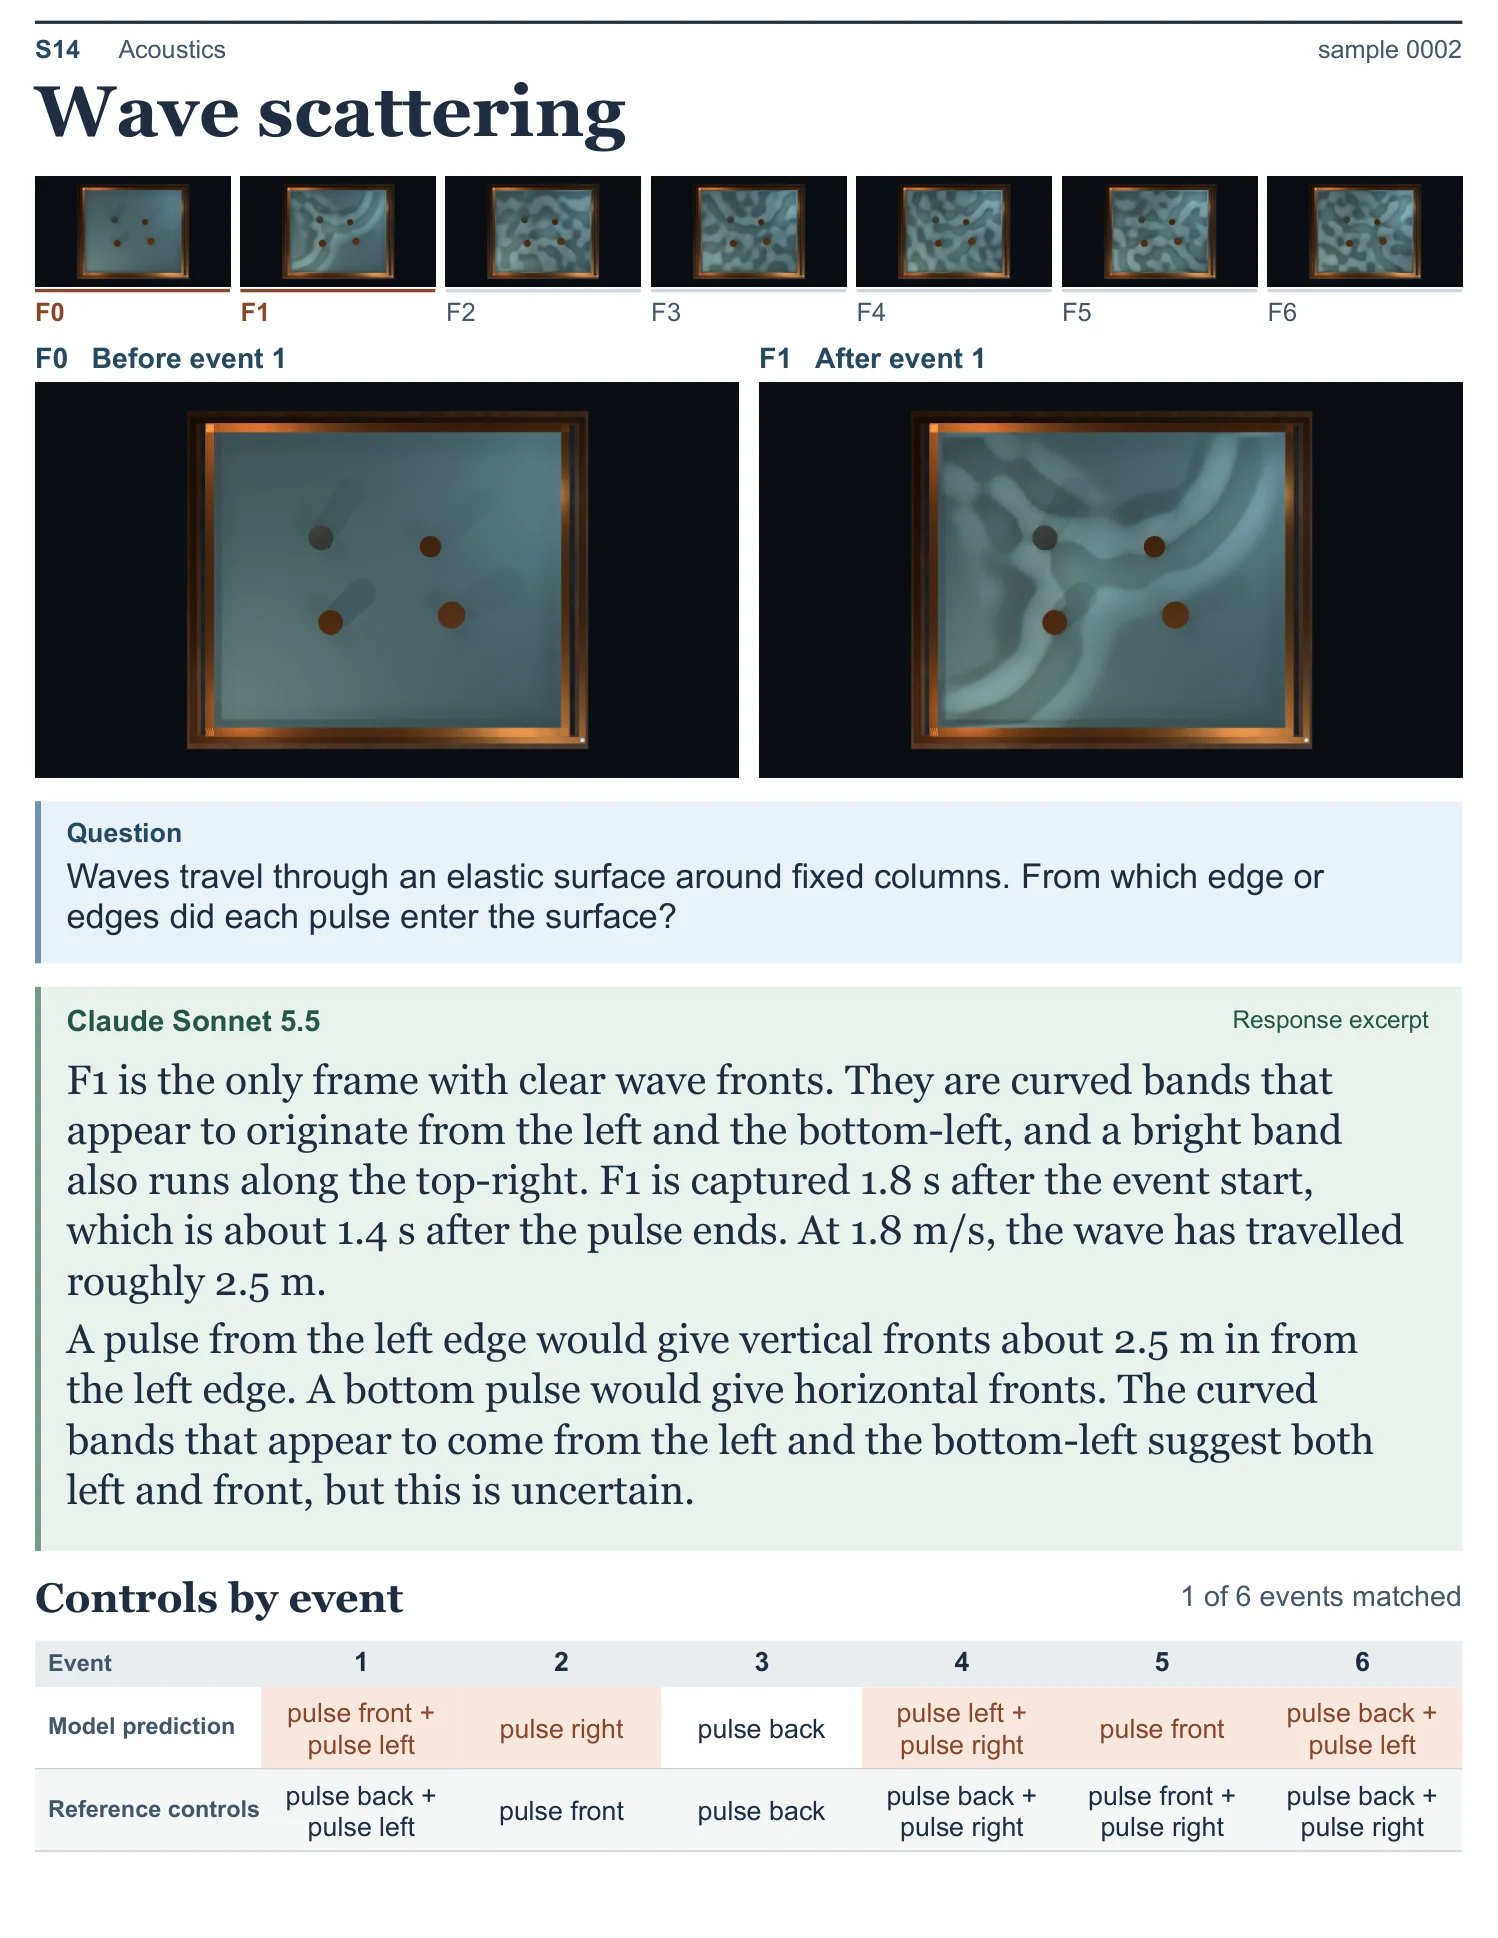 S14 Acoustics sample 0002
Wave scattering
F0 F1 F2 F3 F4 F5 F6
F0 Before event 1
F1 After event 1
Question
Waves travel through an elastic surface around fixed columns. From which edge or
edges did each pulse enter the surface?
Claude Sonnet 5.5 Response excerpt
F1 is the only frame with clear wave fronts. They are curved bands that
appear to originate from the left and the bottom-left, and a bright band
also runs along the top-right. F1 is captured 1.8 s after the event start,
which is about 1.4 s after the pulse ends. At 1.8 m/s, the wave has travelled
roughly 2.5 m.
A pulse from the left edge would give vertical fronts about 2.5 m in from
the left edge. A bottom pulse would give horizontal fronts. The curved
bands that appear to come from the left and the bottom-left suggest both
left and front, but this is uncertain.
Controls by event 1 of 6 events matched
Event 1 2 3 4 5 6
Model prediction pulse front + pulse left pulse right pulse back pulse left + pulse right pulse front pulse back + pulse left
Reference controls pulse back + pulse left pulse front pulse back pulse back + pulse right pulse front + pulse right pulse back + pulse right